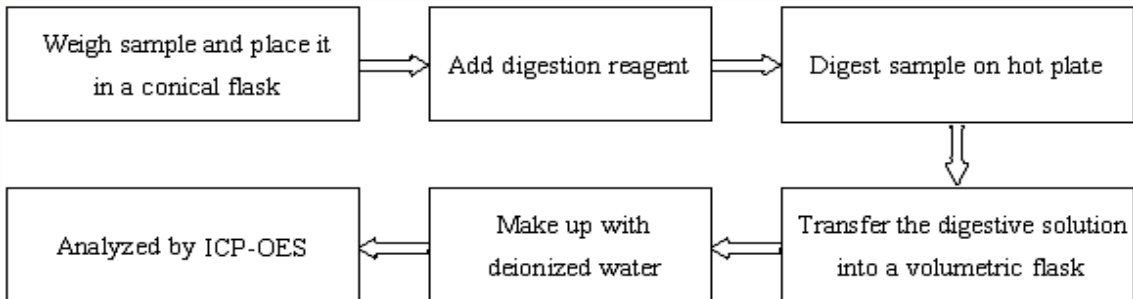 Weigh sample and place it
in a conical flask
Add digestion reagent
Digest sample on hot plate
Transfer the digestive solution
into a volumetric flask
Make up with
deionized water
Analyzed by ICP-OES